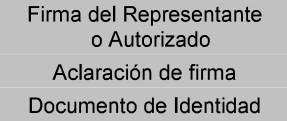 Firma del Representante
o Autorizado
Aclaración de firma
Documento de Identidad